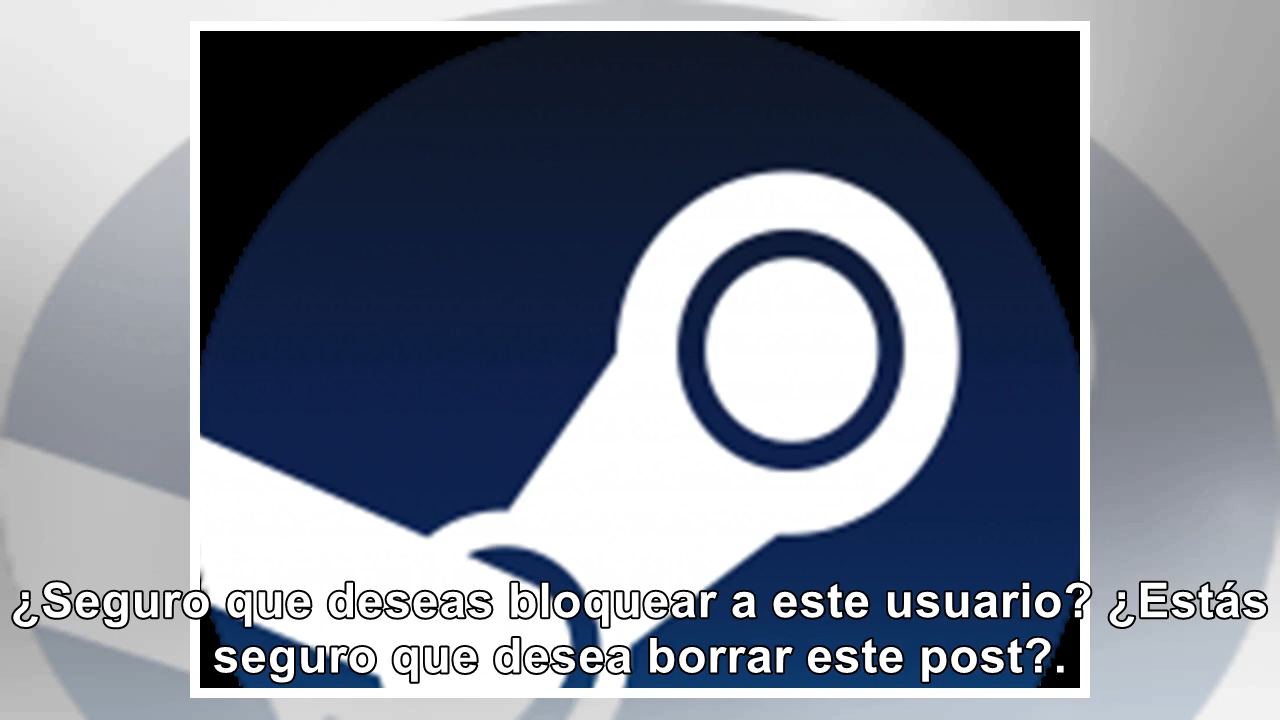 ¿Seguro que deseas bloquear a este usuario? ¿Estás
seguro que desea borrar este post?.